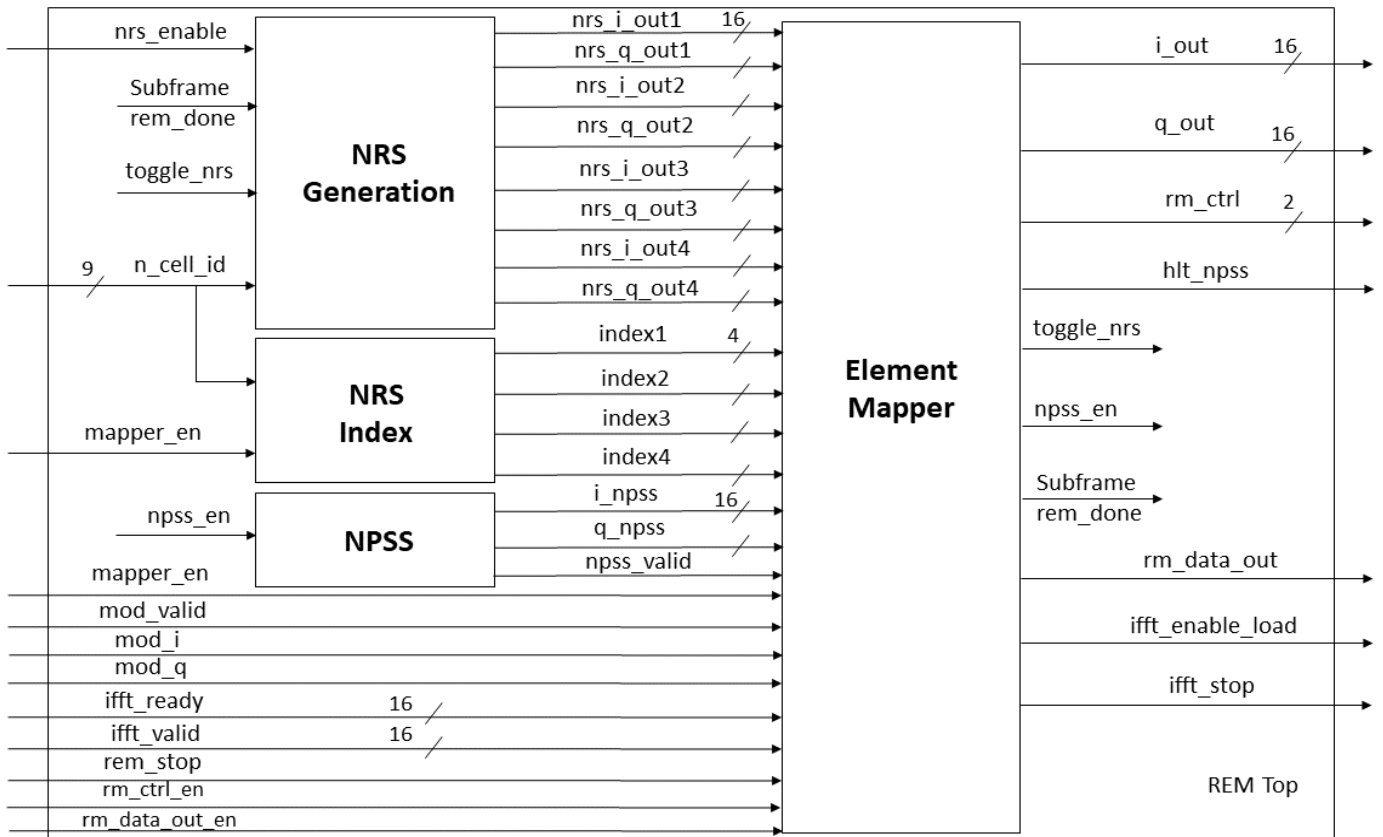 nrs_enable
Subframe
rem_done
toggle_nrs
9
n_cell_id
mapper_en
npss_en
mapper_en
mod_valid
mod_i
mod_q
ifft_ready
16
ifft_valid
16
rem_stop
rm_ctrl_en
rm_data_out_en
NRS
Generation
NRS
Index
NPSS
nrs_i_out1
16
nrs_q_out1
nrs_i_out2
nrs_q_out2
nrs_i_out3
nrs_q_out3
nrs_i_out4
nrs_q_out4
index1
4
index2
index3
index4
i_npss
16
q_npss
npss_valid
Element
Mapper
i_out
16
q_out
16
rm_ctrl
2
hlt_npss
toggle_nrs
npss_en
Subframe
rem_done
rm_data_out
ifft_enable_load
ifft_stop
REM Top